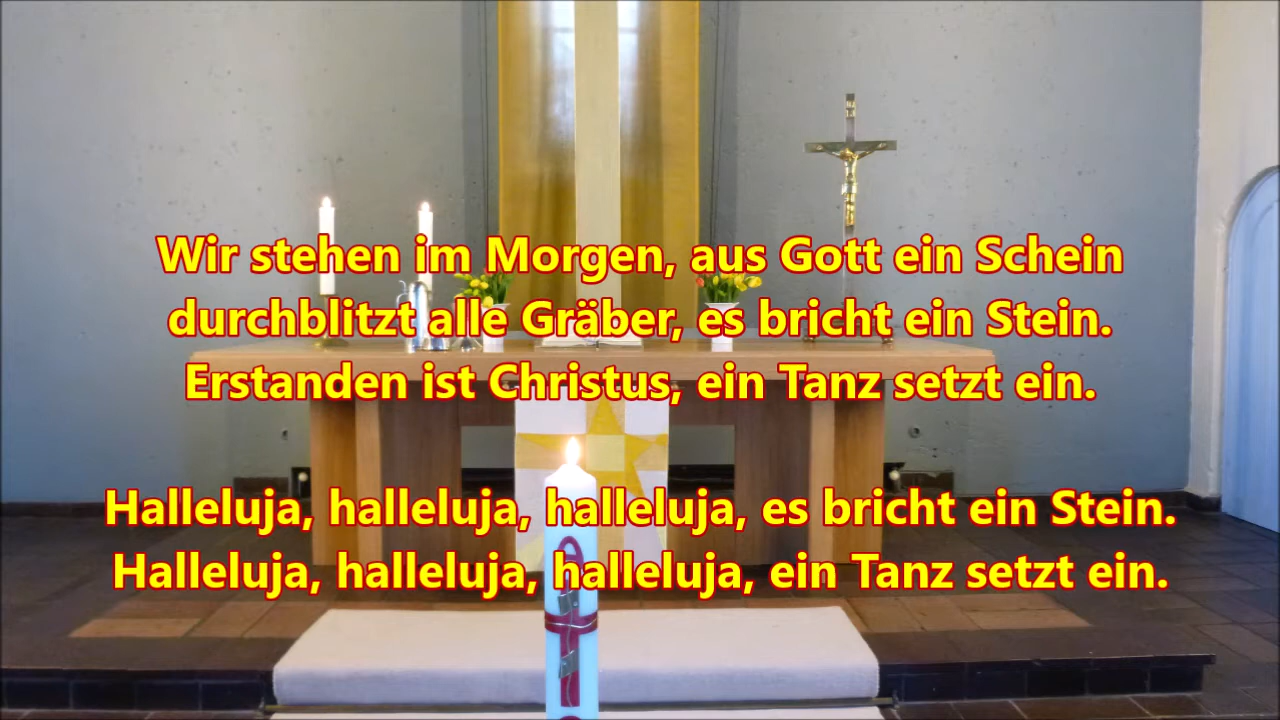 Wir stehen im Morgen, aus Gott ein Schein
durchblitzt alle Gräber, es bricht ein Stein.
Erstanden ist Christus, ein Tanz setzt ein.
Halleluja, halleluja, halleluja, es bricht ein Stein.
Halleluja, halleluja, halleluja, ein Tanz setzt ein.